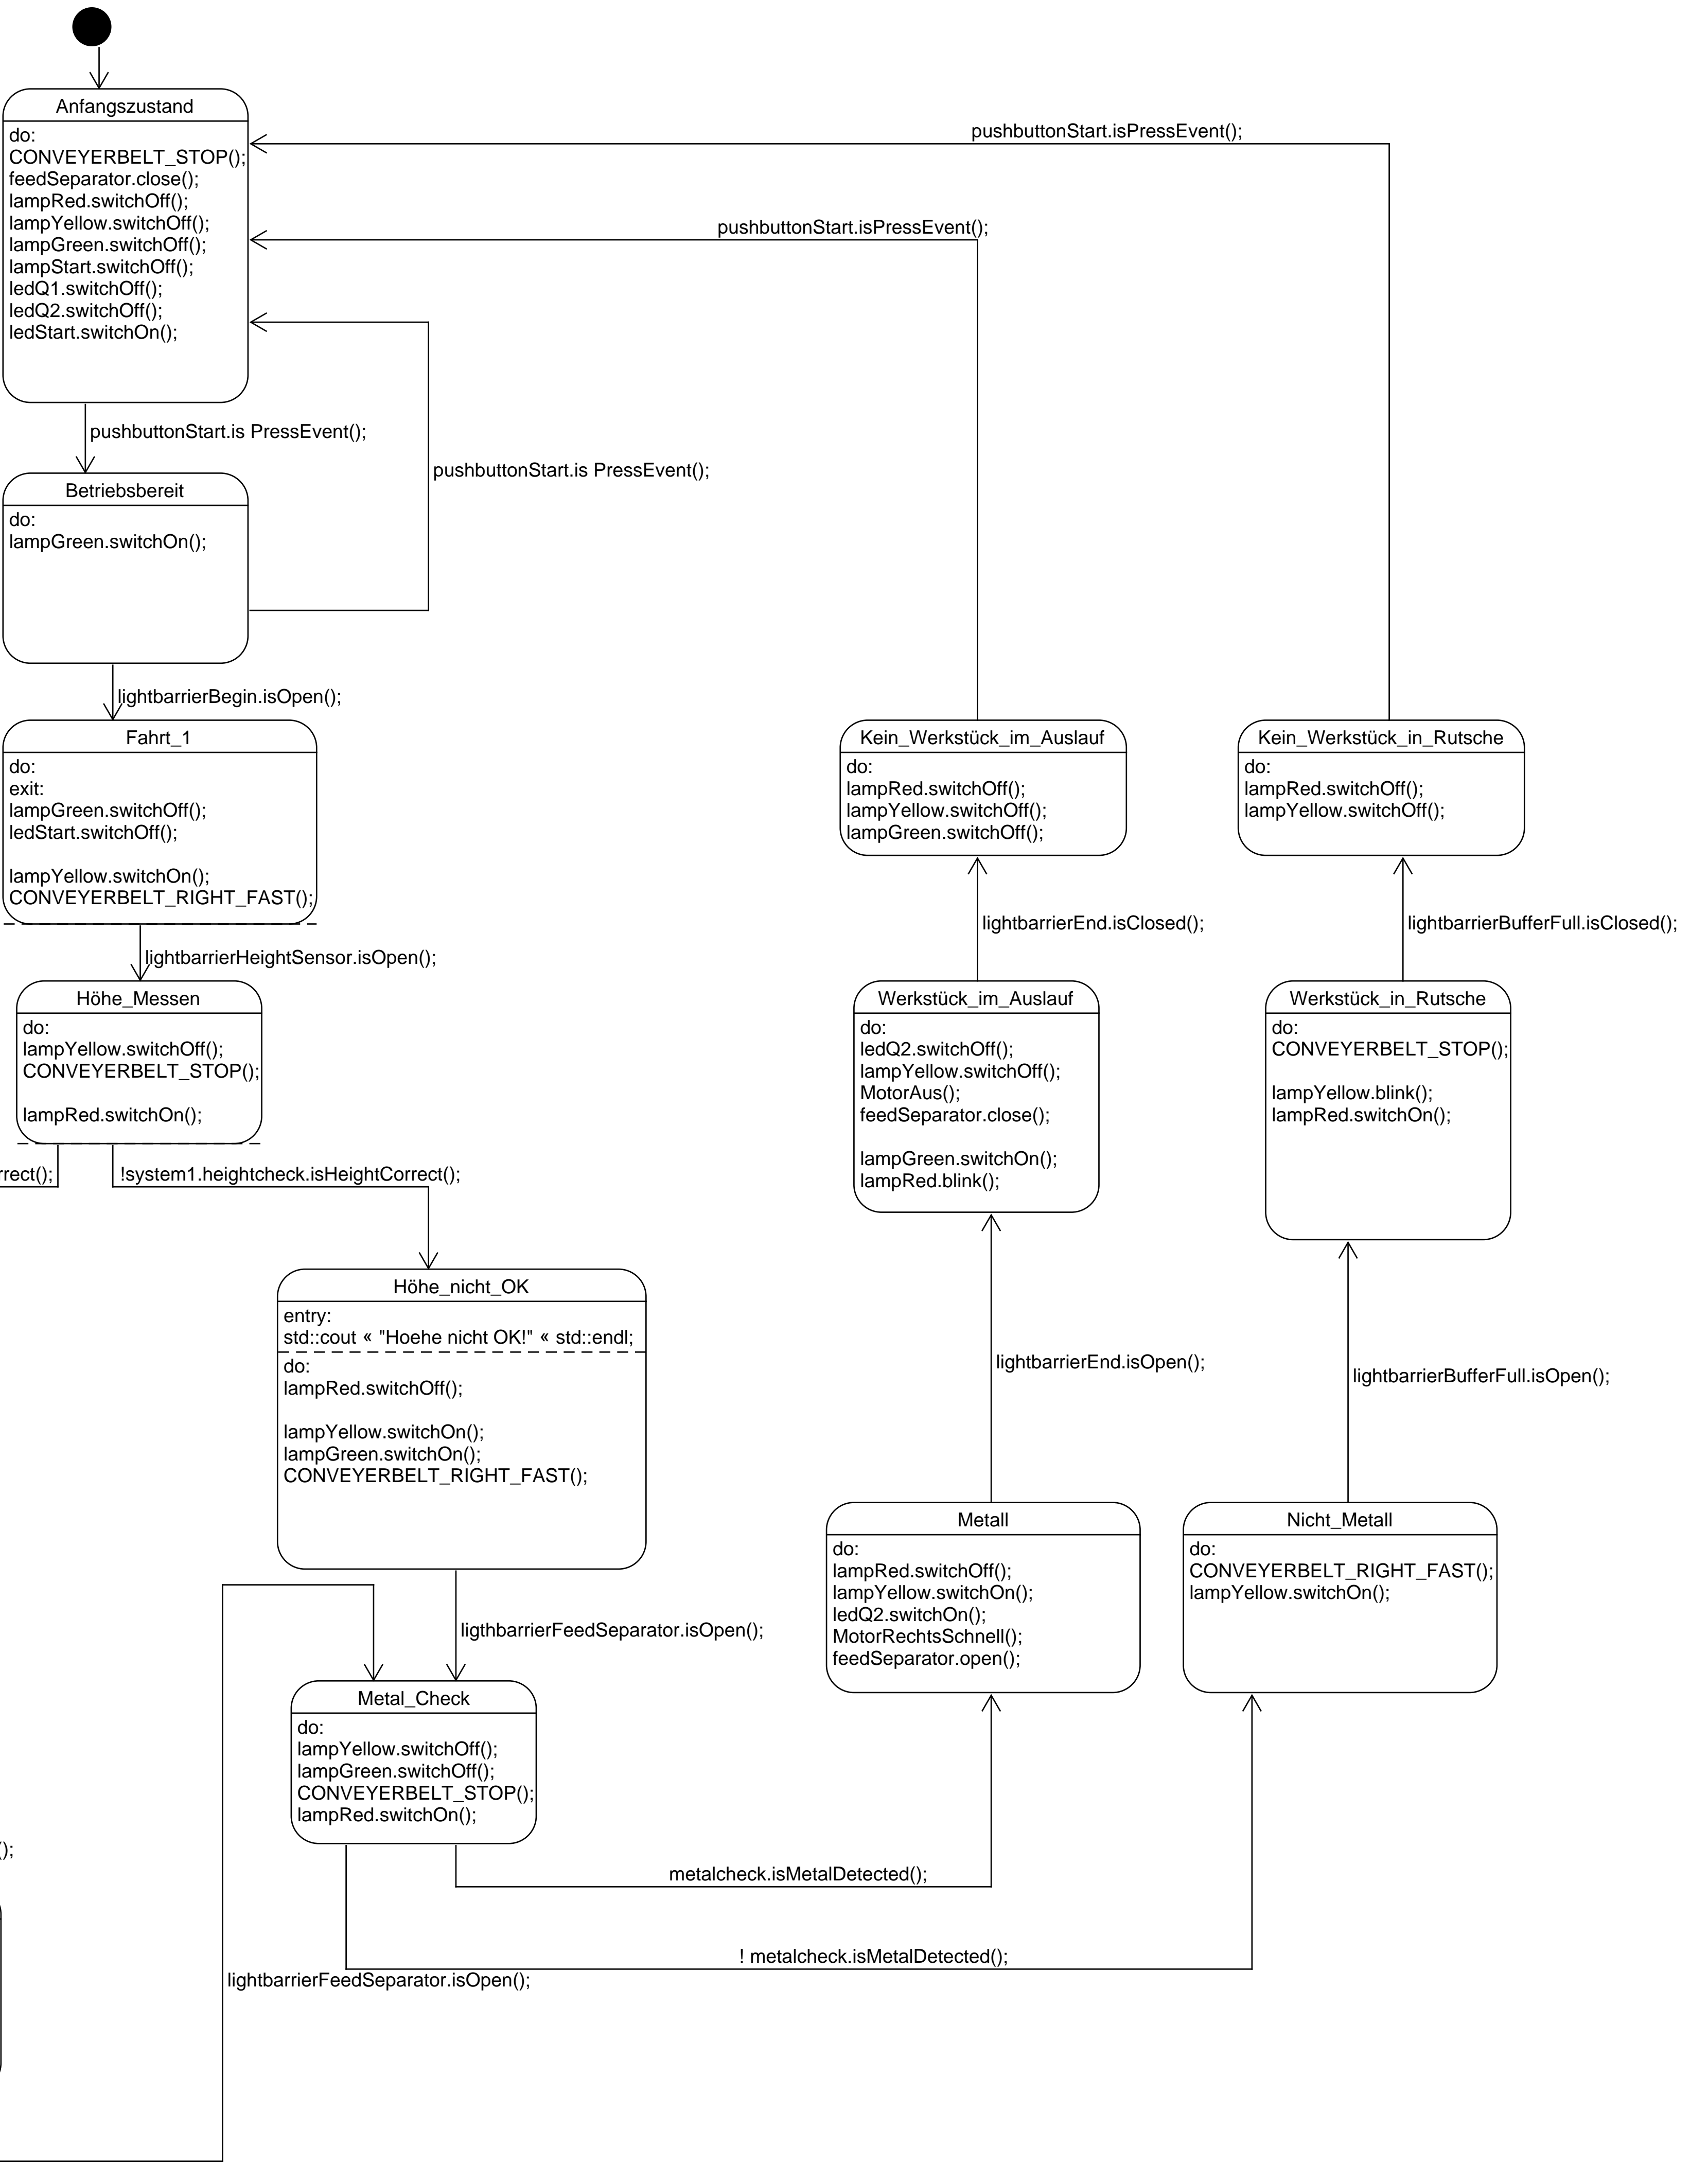 Anfangszustand
do:
CONVEYERBELT_STOP();
feedSeparator.close();
lampRed.switchOff();
lampYellow.switchOff();
lampGreen.switchOff();
lampStart.switchOff();
ledQ1.switchOff();
ledQ2.switchOff();
ledStart.switchOn();
pushbuttonStart.isPressEvent();
pushbuttonStart.isPressEvent();
pushbuttonStart.is PressEvent();
pushbuttonStart.is PressEvent();
Betriebsbereit
do:
lampGreen.switchOn();
lightbarrierBegin.isOpen();
Fahrt_1
do:
exit:
lampGreen.switchOff();
ledStart.switchOff();
lampYellow.switchOn();
CONVEYERBELT_RIGHT_FAST();
Kein_Werkstück_im_Auslauf
do:
lampRed.switchOff();
lampYellow.switchOff();
lampGreen.switchOff();
Kein_Werkstück_in_Rutsche
do:
lampRed.switchOff();
lampYellow.switchOff();
lightbarrierHeightSensor.isOpen();
lightbarrierEnd.isClosed();
lightbarrierBufferFull.isClosed();
Höhe_Messen
do:
lampYellow.switchOff();
CONVEYERBELT_STOP();
lampRed.switchOn();
Werkstück_im_Auslauf
do:
ledQ2.switchOff();
lampYellow.switchOff();
MotorAus();
feedSeparator.close();
lampGreen.switchOn();
lampRed.blink();
Werkstück_in_Rutsche
do:
CONVEYERBELT_STOP();
lampYellow.blink();
lampRed.switchOn();
rrect();
!system1.heightcheck.isHeightCorrect();
Höhe_nicht_OK
entry:
std::cout « "Hoehe nicht OK!" « std::endl;
do:
lampRed.switchOff();
lampYellow.switchOn();
lampGreen.switchOn();
CONVEYERBELT_RIGHT_FAST();
lightbarrierEnd.isOpen();
lightbarrierBufferFull.isOpen();
Metall
do:
lampRed.switchOff();
lampYellow.switchOn();
ledQ2.switchOn();
MotorRechtsSchnell();
feedSeparator.open();
Nicht_Metall
do:
CONVEYERBELT_RIGHT_FAST();
lampYellow.switchOn();
ligthbarrierFeedSeparator.isOpen();
Metal_Check
do:
lampYellow.switchOff();
lampGreen.switchOff();
CONVEYERBELT_STOP();
lampRed.switchOn();
();
metalcheck.isMetalDetected();
! metalcheck.isMetalDetected();
lightbarrierFeedSeparator.isOpen();